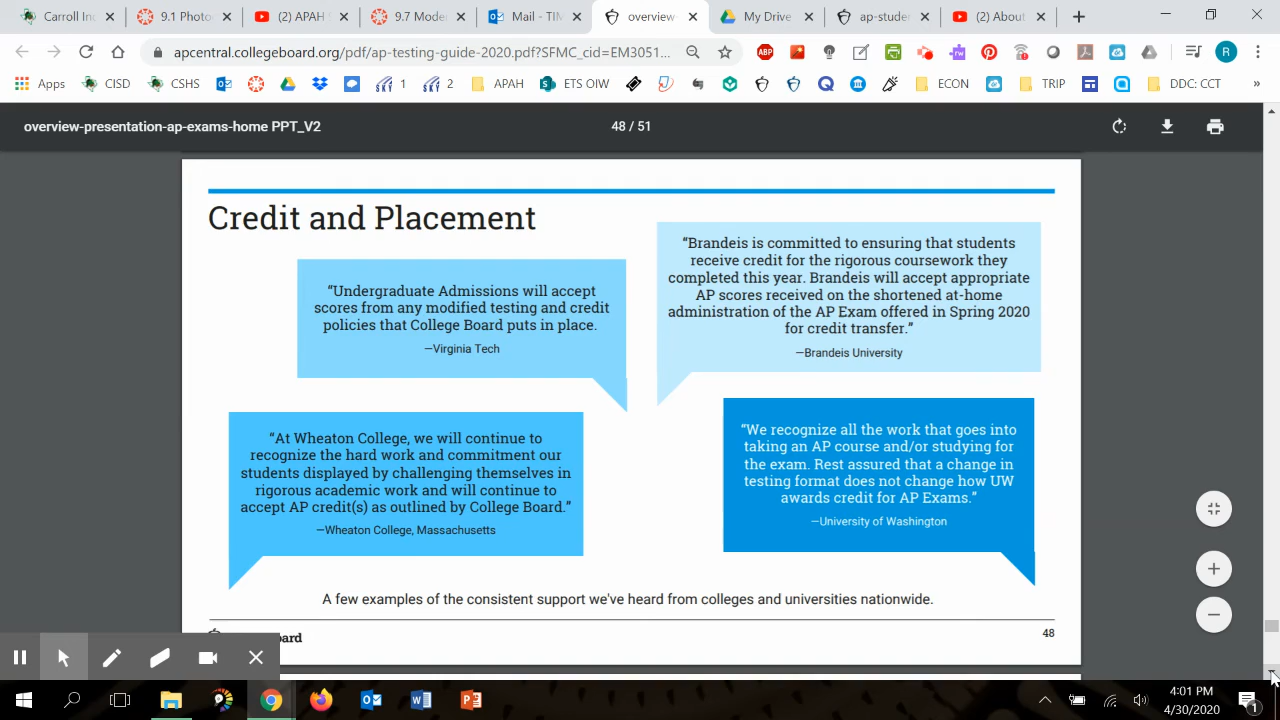 Carroll Inc
9.1 Photo
(2) APAH S
9.7 Mode
Mail - TIM
overview-
My Drive
ap-studen
(2) About
apcentral.collegeboard.org/pdf/ap-testing-guide-2020.pdf?SFMC_cid=EM3051...
Apps CISD CSHS 1 2 APAH ETS OIW ECON TRIP DDC: CCT »
overview-presentation-ap-exams-home PPT_V2 48 / 51
Credit and Placement
“Undergraduate Admissions will accept
scores from any modified testing and credit
policies that College Board puts in place.
—Virginia Tech
“Brandeis is committed to ensuring that students
receive credit for the rigorous coursework they
completed this year. Brandeis will accept appropriate
AP scores received on the shortened at-home
administration of the AP Exam offered in Spring 2020
for credit transfer.”
—Brandeis University
“At Wheaton College, we will continue to
recognize the hard work and commitment our
students displayed by challenging themselves in
rigorous academic work and will continue to
accept AP credit(s) as outlined by College Board.”
—Wheaton College, Massachusetts
“We recognize all the work that goes into
taking an AP course and/or studying for
the exam. Rest assured that a change in
testing format does not change how UW
awards credit for AP Exams.”
—University of Washington
A few examples of the consistent support we've heard from colleges and universities nationwide.
ard
48
4:01 PM
4/30/2020